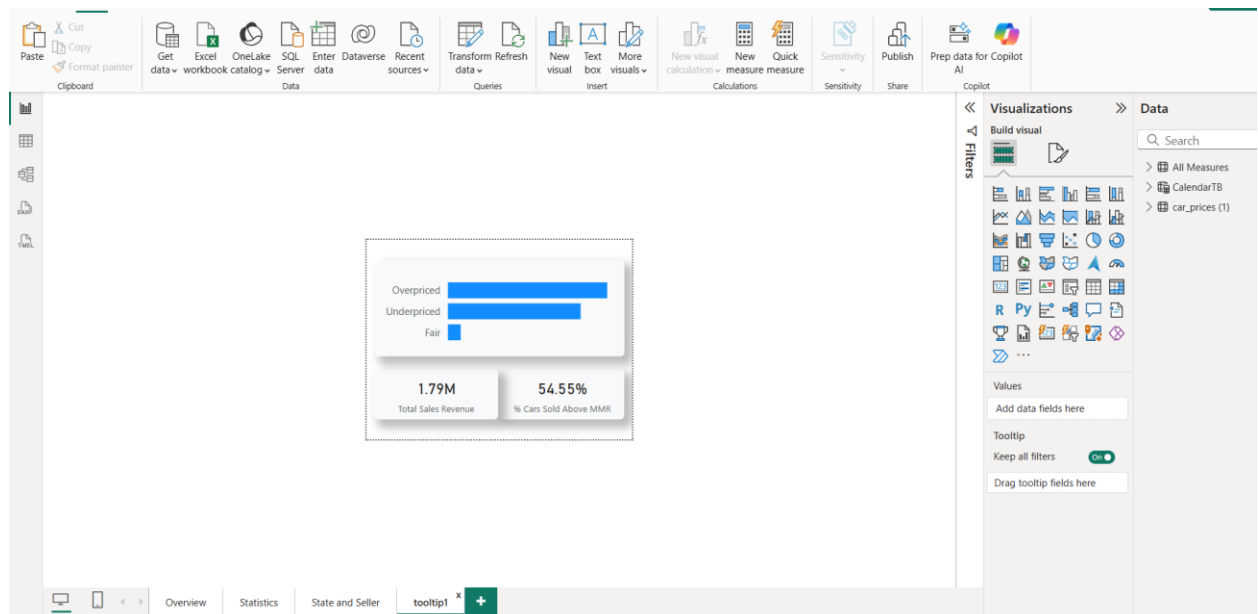 Paste
Cut
Copy
Format painter
Clipboard
Get data
Excel workbook
OneLake catalog
SQL Server
Enter data
Dataverse
Recent sources
Data
Transform data
Refresh
Queries
New visual
Text box
More visuals
Insert
New visual calculation
New measure
Quick measure
Calculations
Sensitivity
Sensitivity
Publish
Share
Prep data for AI
Copilot
Copilot
Filters
Visualizations
Build visual
Values
Add data fields here
Tooltip
Keep all filters
On
Drag tooltip fields here
Data
Search
All Measures
CalendarTB
car_prices (1)
TMDL
Overpriced
Underpriced
Fair
1.79M
Total Sales Revenue
54.55%
% Cars Sold Above MMR
123
R
Py
Overview
Statistics
State and Seller
tooltip1
x
+